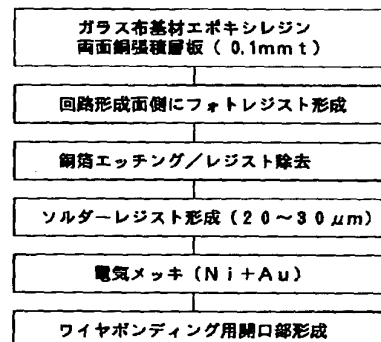 ガラス布基材エポキシレジン
両面銅張積層板（0.1mmt）
回路形成面側にフォトレジスト形成
銅箔エッチング／レジスト除去
ソルダーレジスト形成（20～30μm）
電気メッキ（Ni＋Au）
ワイヤボンディング用開口部形成